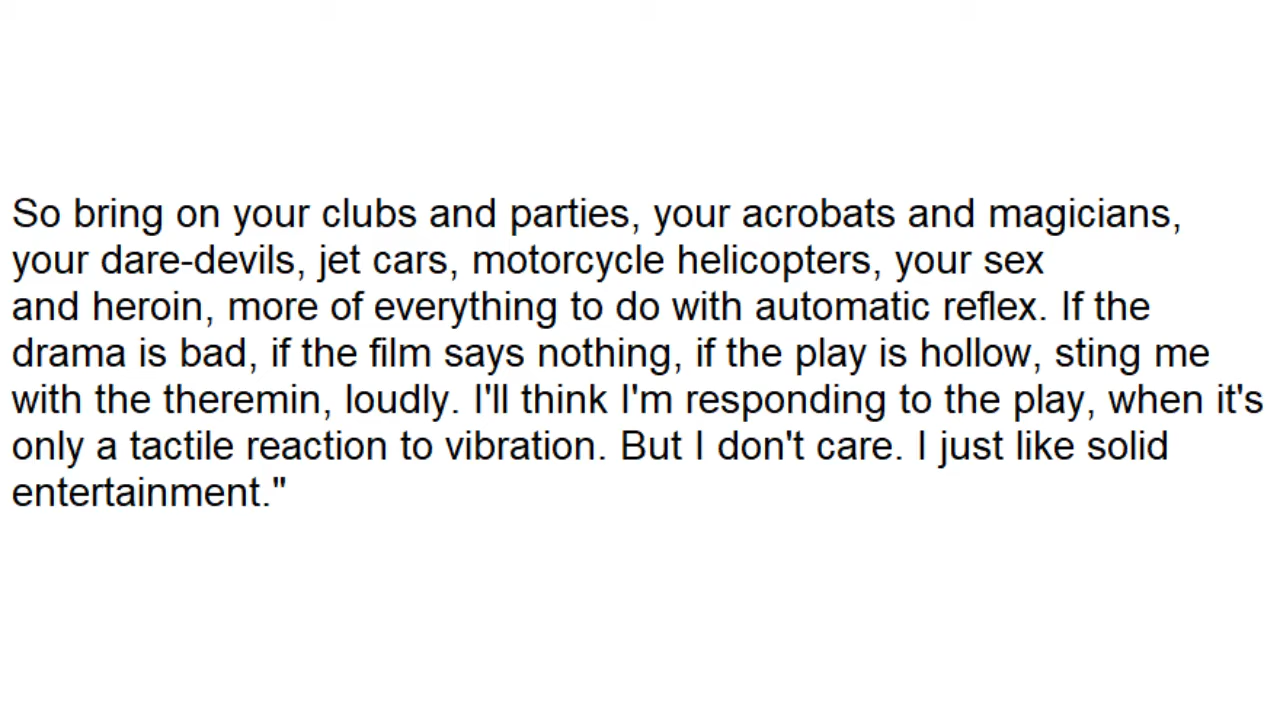 So bring on your clubs and parties, your acrobats and magicians,
your dare-devils, jet cars, motorcycle helicopters, your sex
and heroin, more of everything to do with automatic reflex. If the
drama is bad, if the film says nothing, if the play is hollow, sting me
with the theremin, loudly. I'll think I'm responding to the play, when it's
only a tactile reaction to vibration. But I don't care. I just like solid
entertainment."